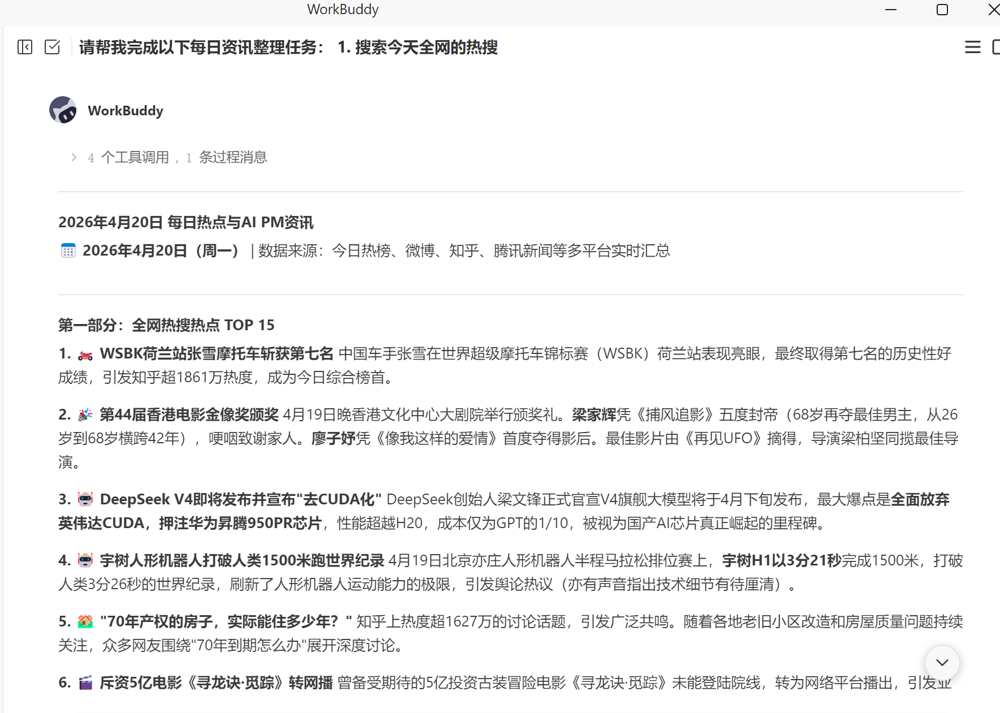 WorkBuddy
请帮我完成以下每日资讯整理任务： 1. 搜索今天全网的热搜
WorkBuddy
4 个工具调用，1 条过程消息
2026年4月20日 每日热点与AI PM资讯
2026年4月20日（周一） | 数据来源：今日热榜、微博、知乎、腾讯新闻等多平台实时汇总
第一部分：全网热搜热点 TOP 15
1. 🏍️ WSBK荷兰站张雪摩托车斩获第七名 中国车手张雪在世界超级摩托车锦标赛（WSBK）荷兰站表现亮眼，最终取得第七名的历史性好
成绩，引发知乎超1861万热度，成为今日综合榜首。
2. 🎉 第44届香港电影金像奖颁奖 4月19日晚香港文化中心大剧院举行颁奖礼。梁家辉凭《捕风追影》五度封帝（68岁再夺最佳男主，从26
岁到68岁横跨42年），哽咽致谢家人。廖子妤凭《像我这样的爱情》首度夺得影后。最佳影片由《再见UFO》摘得，导演梁柏坚同揽最佳导
演。
3. 🤖 DeepSeek V4即将发布并宣布"去CUDA化" DeepSeek创始人梁文锋正式官宣V4旗舰大模型将于4月下旬发布，最大爆点是全面放弃
英伟达CUDA，押注华为昇腾950PR芯片，性能超越H20，成本仅为GPT的1/10，被视为国产AI芯片真正崛起的里程碑。
4. 🤖 宇树人形机器人打破人类1500米跑世界纪录 4月19日北京亦庄人形机器人半程马拉松排位赛上，宇树H1以3分21秒完成1500米，打破
人类3分26秒的世界纪录，刷新了人形机器人运动能力的极限，引发舆论热议（亦有声音指出技术细节有待厘清）。
5. 🏘️ "70年产权的房子，实际能住多少年？" 知乎上热度超1627万的讨论话题，引发广泛共鸣。随着各地老旧小区改造和房屋质量问题持续
关注，众多网友围绕"70年到期怎么办"展开深度讨论。
6. 🎬 斥资5亿电影《寻龙诀·觅踪》转网播 曾备受期待的5亿投资古装冒险电影《寻龙诀·觅踪》未能登陆院线，转为网络平台播出，引发业